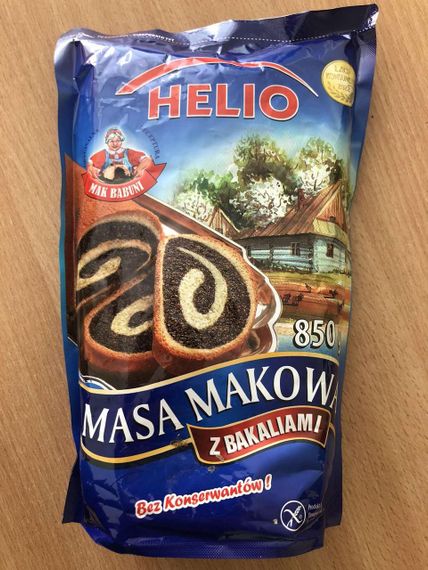 HELIO
MAK BABUNI
850
MASA MAKOWA
Z BAKALIAMI
Bez Konserwantów!